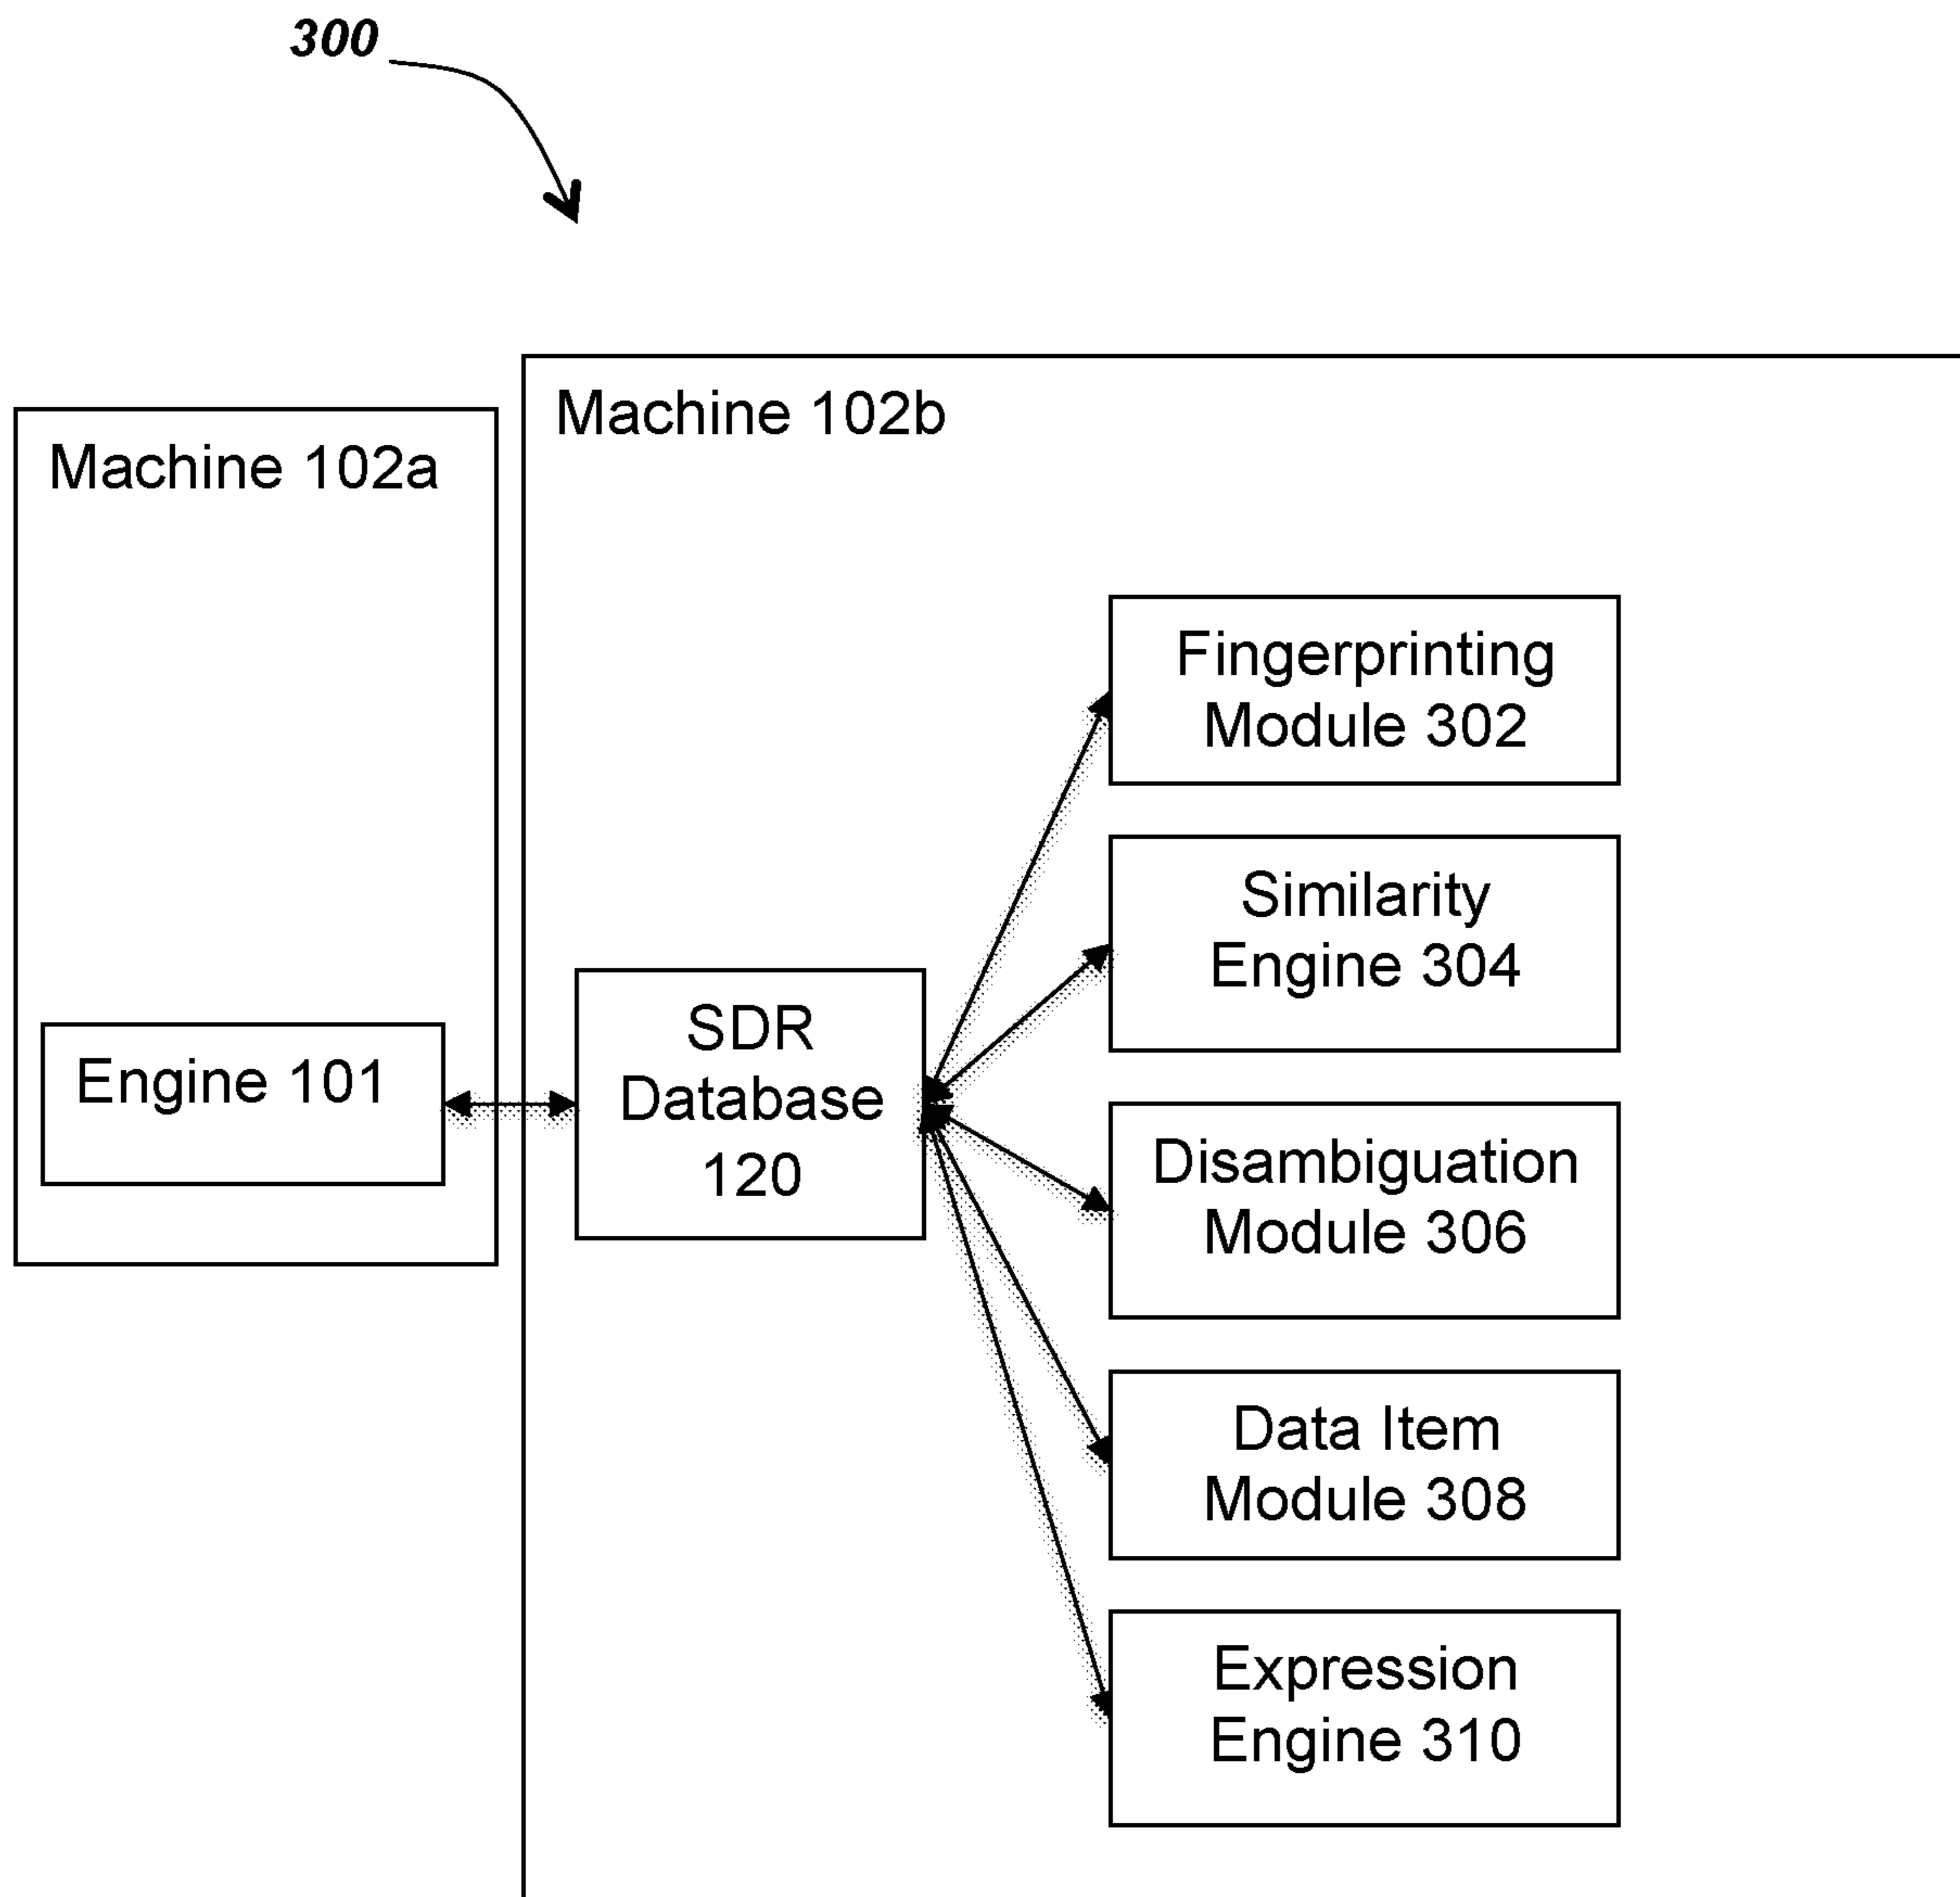 300
Machine 102a
Machine 102b
Engine 101
SDR
Database
120
Fingerprinting
Module 302
Similarity
Engine 304
Disambiguation
Module 306
Data Item
Module 308
Expression
Engine 310